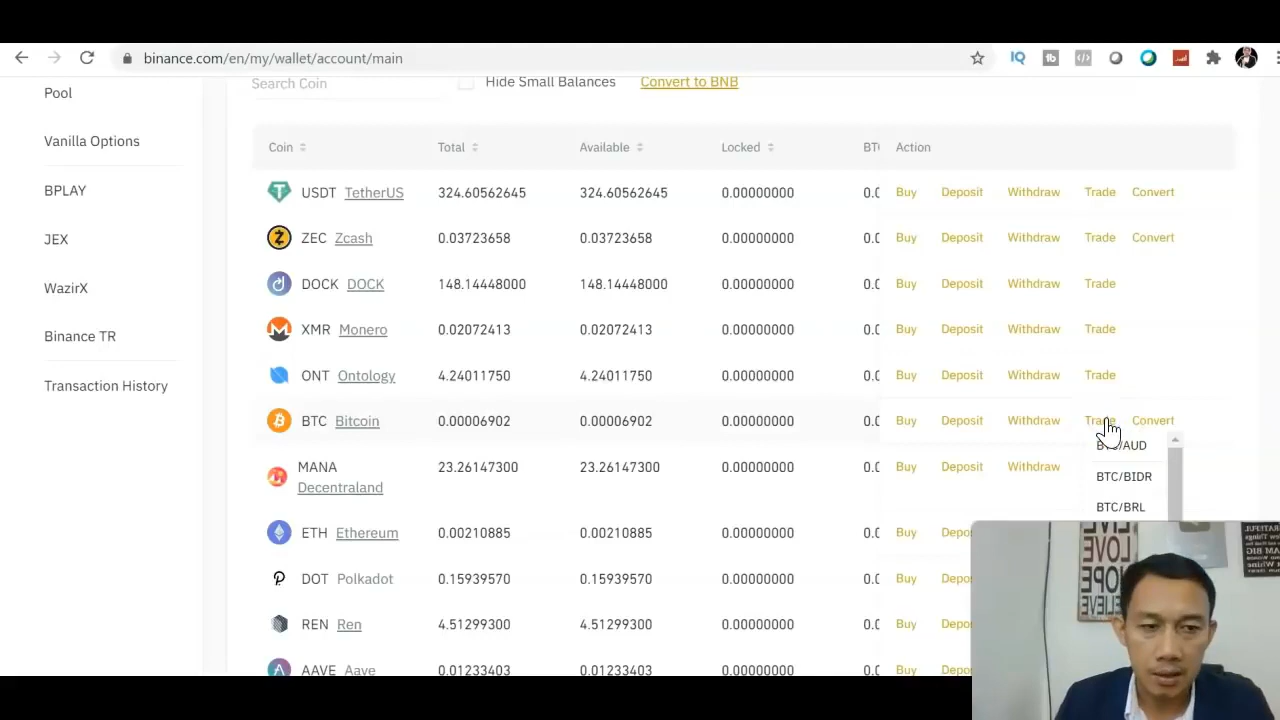 binance.com/en/my/wallet/account/main
Search Coin Hide Small Balances Convert to BNB
Pool
Vanilla Options
BPLAY
JEX
WazirX
Binance TR
Transaction History
Coin Total Available Locked Action
USDT TetherUS 324.60562645 324.60562645 0.00000000 Buy Deposit Withdraw Trade Convert
ZEC Zcash 0.03723658 0.03723658 0.00000000 Buy Deposit Withdraw Trade Convert
DOCK DOCK 148.14448000 148.14448000 0.00000000 Buy Deposit Withdraw Trade
XMR Monero 0.02072413 0.02072413 0.00000000 Buy Deposit Withdraw Trade
ONT Ontology 4.24011750 4.24011750 0.00000000 Buy Deposit Withdraw Trade
BTC Bitcoin 0.00006902 0.00006902 0.00000000 Buy Deposit Withdraw Trade Convert
BTC/AUD
BTC/BIDR
BTC/BRL
MANA 23.26147300 23.26147300 0.00000000 Buy Deposit Withdraw
Decentraland
ETH Ethereum 0.00210885 0.00210885 0.00000000 Buy
DOT Polkadot 0.15939570 0.15939570 0.00000000 Buy
REN Ren 4.51299300 4.51299300 0.00000000 Buy
AAVE Aave 0.01233403 0.01233403 0.00000000 Buy
LIVE
LOVE
HOPE
BELIEVE